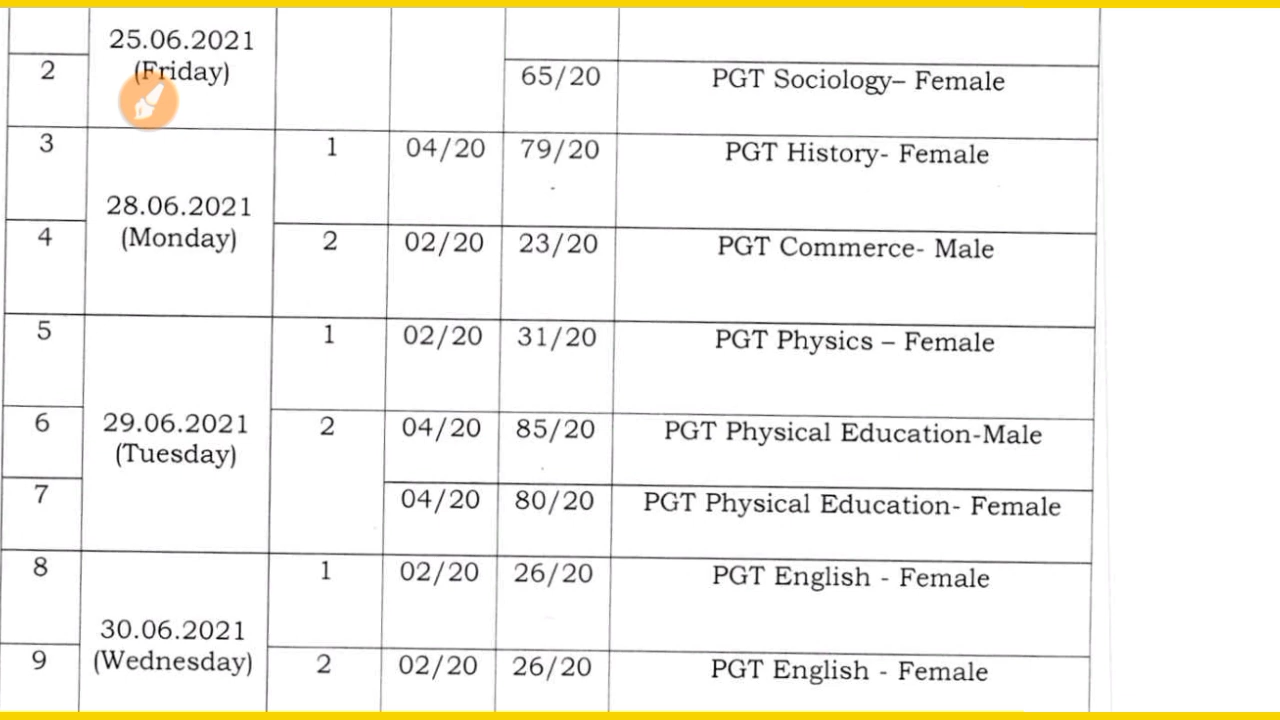 25.06.2021
(Friday)
2 65/20 PGT Sociology– Female
3 1 04/20 79/20 PGT History- Female
28.06.2021
(Monday)
4 2 02/20 23/20 PGT Commerce- Male
5 1 02/20 31/20 PGT Physics – Female
29.06.2021
(Tuesday)
6 2 04/20 85/20 PGT Physical Education-Male
7 04/20 80/20 PGT Physical Education- Female
8 1 02/20 26/20 PGT English - Female
30.06.2021
(Wednesday)
9 2 02/20 26/20 PGT English - Female